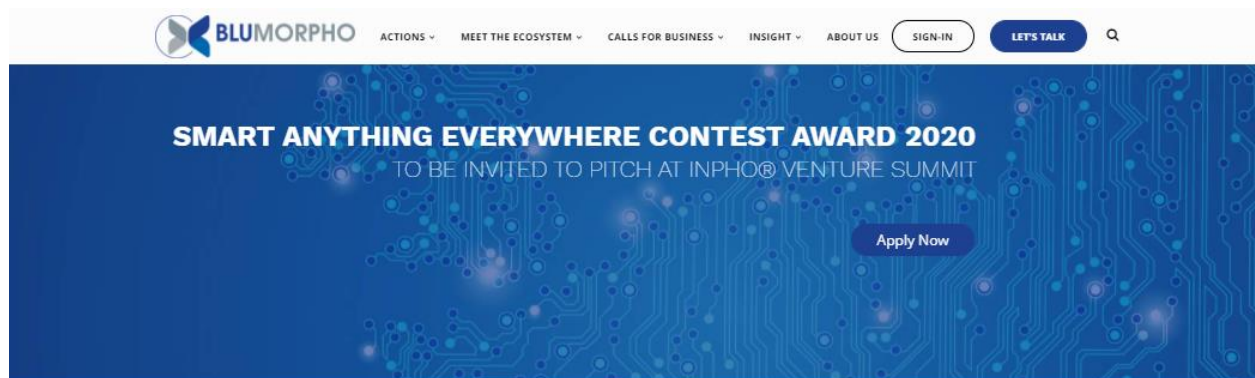 BLUMORPHO
ACTIONS
MEET THE ECOSYSTEM
CALLS FOR BUSINESS
INSIGHT
ABOUT US
SIGN-IN
LET'S TALK
SMART ANYTHING EVERYWHERE CONTEST AWARD 2020
TO BE INVITED TO PITCH AT INPHO® VENTURE SUMMIT
Apply Now